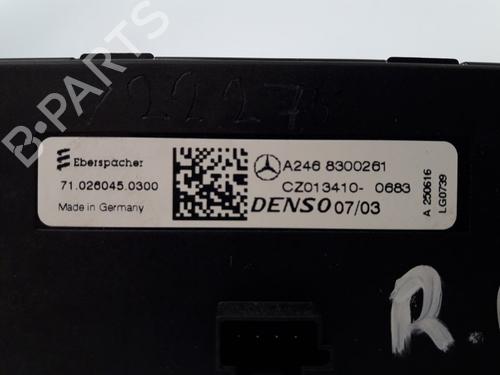 B-PARTS
Eberspächer
71.026045.0300
Made in Germany
A246 8300261
CZ013410- 0683
DENSO 07/03
A 250616
LG0739
R.